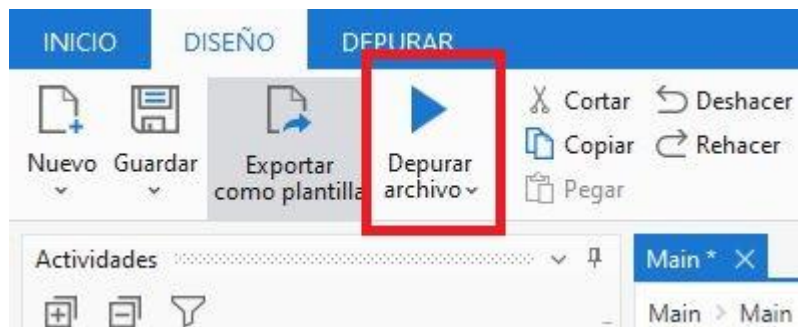 INICIO DISEÑO DEPURAR
Nuevo Guardar Exportar como plantilla Depurar archivo
Cortar Deshacer
Copiar Rehacer
Pegar
Actividades Main * ×
Main > Main